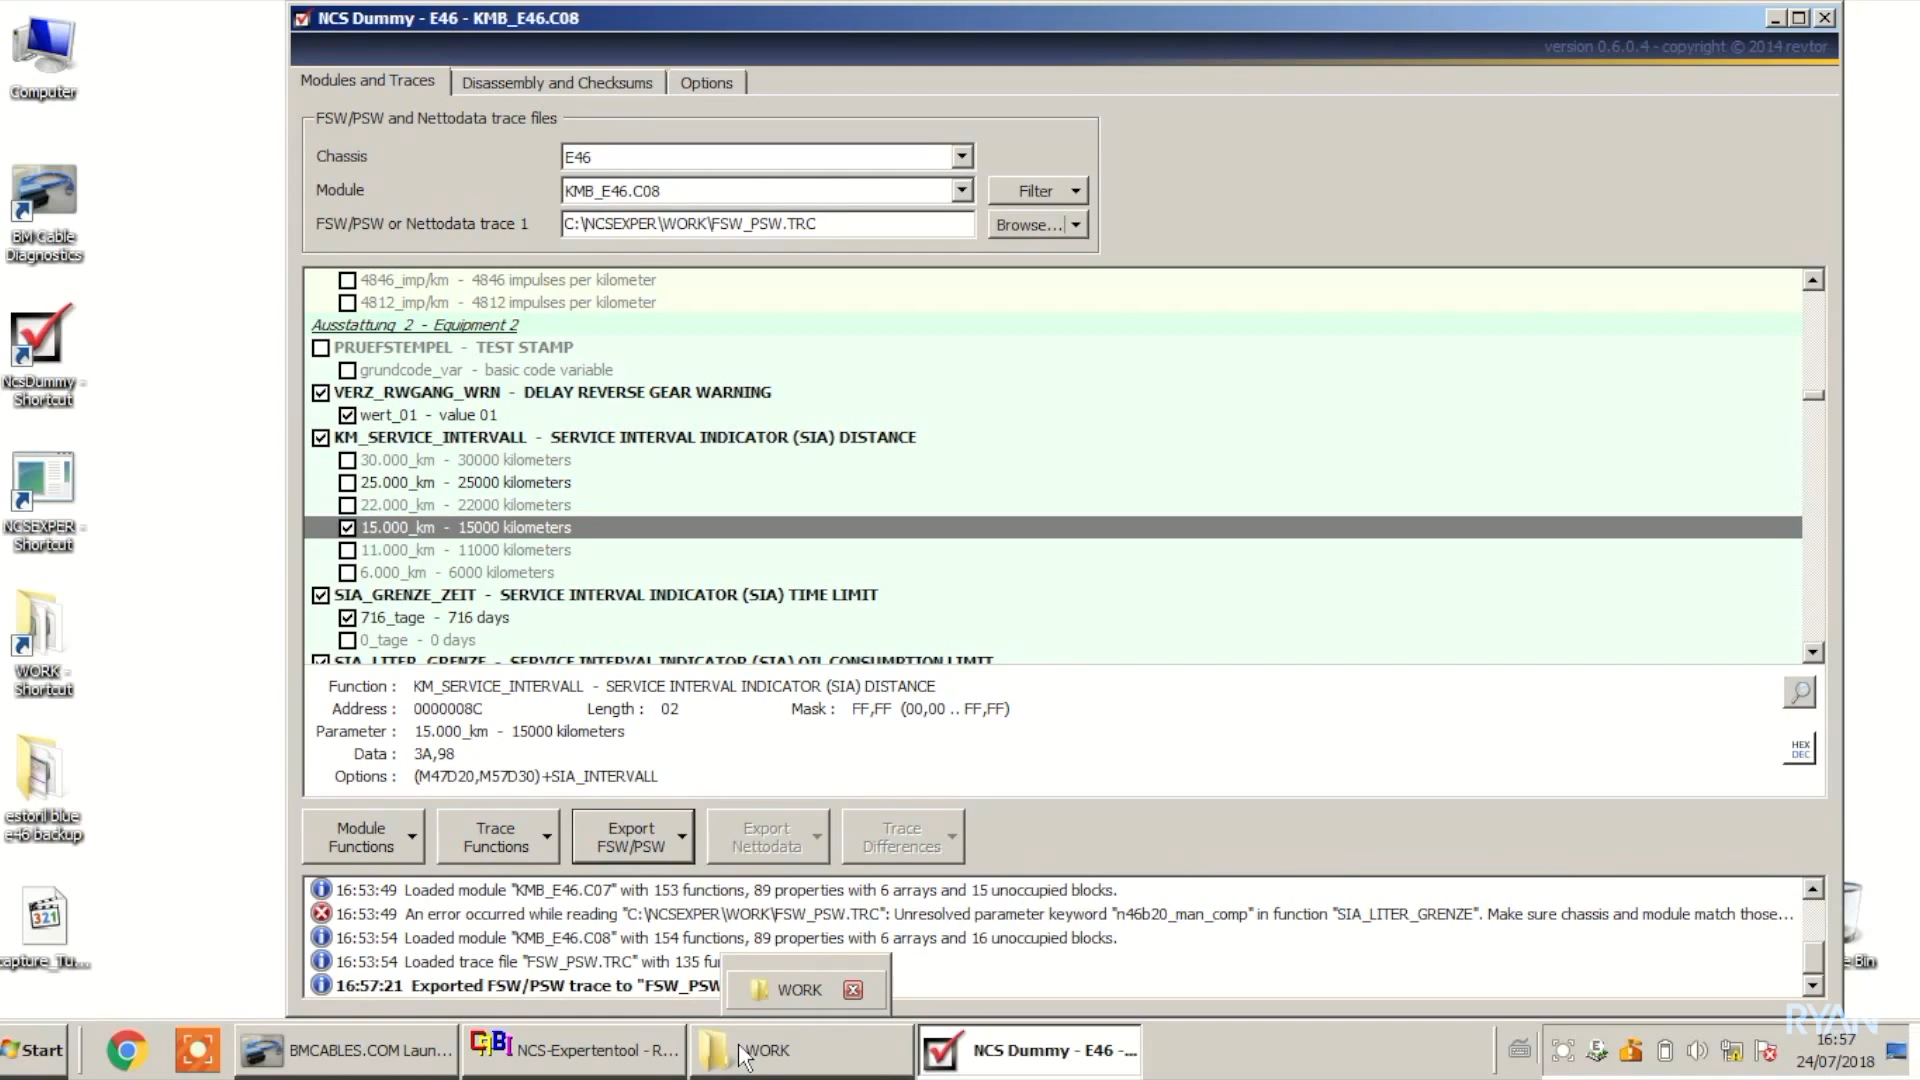 NCS Dummy - E46 - KMB_E46.C08
version 0.6.0.4 - copyright © 2014 revtor
Modules and Traces
Disassembly and Checksums
Options
FSW/PSW and Nettodata trace files
Chassis
E46
Module
KMB_E46.C08
Filter
FSW/PSW or Nettodata trace 1
C:\NCSEXPER\WORK\FSW_PSW.TRC
Browse...
4846_imp/km - 4846 impulses per kilometer
4812_imp/km - 4812 impulses per kilometer
Ausstattung 2 - Equipment 2
PRUEFSTEMPEL - TEST STAMP
grundcode_var - basic code variable
VERZ_RWGANG_WRN - DELAY REVERSE GEAR WARNING
wert_01 - value 01
KM_SERVICE_INTERVALL - SERVICE INTERVAL INDICATOR (SIA) DISTANCE
30.000_km - 30000 kilometers
25.000_km - 25000 kilometers
22.000_km - 22000 kilometers
15.000_km - 15000 kilometers
11.000_km - 11000 kilometers
6.000_km - 6000 kilometers
SIA_GRENZE_ZEIT - SERVICE INTERVAL INDICATOR (SIA) TIME LIMIT
716_tage - 716 days
0_tage - 0 days
SIA_LITER_GRENZE - SERVICE INTERVAL INDICATOR (SIA) OIL CONSUMPTION LIMIT
Function : KM_SERVICE_INTERVALL - SERVICE INTERVAL INDICATOR (SIA) DISTANCE
Address : 0000008C Length : 02 Mask : FF,FF (00,00 .. FF,FF)
Parameter : 15.000_km - 15000 kilometers
Data : 3A,98
Options : (M47D20,M57D30)+SIA_INTERVALL
HEX
DEC
Module
Functions
Trace
Functions
Export
FSW/PSW
Export
Nettodata
Trace
Differences
16:53:49 Loaded module "KMB_E46.C07" with 153 functions, 89 properties with 6 arrays and 15 unoccupied blocks.
16:53:49 An error occurred while reading "C:\NCSEXPER\WORK\FSW_PSW.TRC": Unresolved parameter keyword "n46b20_man_comp" in function "SIA_LITER_GRENZE". Make sure chassis and module match those...
16:53:54 Loaded module "KMB_E46.C08" with 154 functions, 89 properties with 6 arrays and 16 unoccupied blocks.
16:53:54 Loaded trace file "FSW_PSW.TRC" with 135 fu
16:57:21 Exported FSW/PSW trace to "FSW_PSW
WORK
Computer
BM Cable
Diagnostics
NcsDummy -
Shortcut
NCSEXPER -
Shortcut
WORK -
Shortcut
estoril blue
e46 backup
321
capture_Tu...
e Bin
Start
BMCABLES.COM Laun...
NCS-Expertentool - R...
WORK
NCS Dummy - E46 -...
RYAN
16:57
24/07/2018